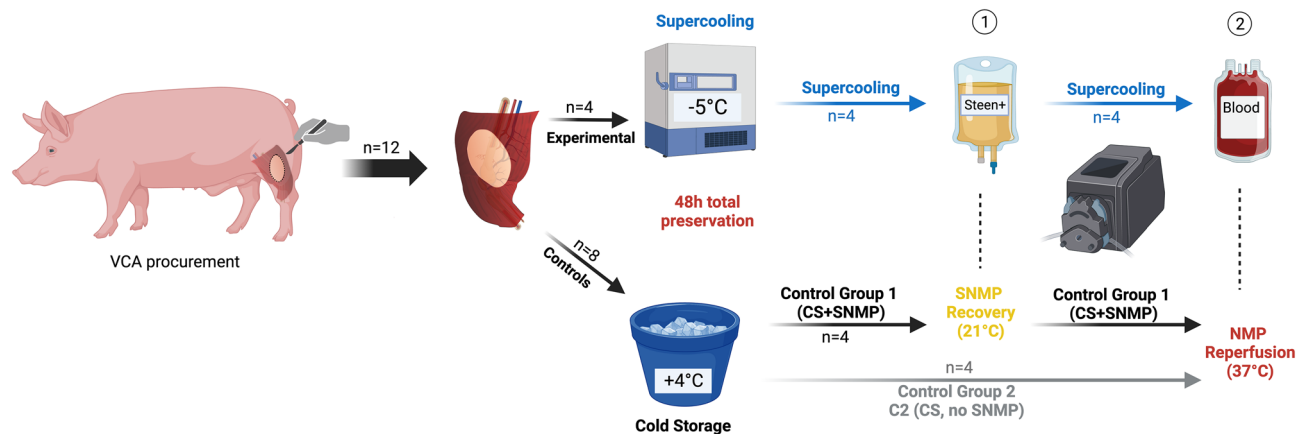 VCA procurement
n=12
n=4
Experimental
n=8
Controls
Supercooling
-5°C
48h total
preservation
+4°C
Cold Storage
Supercooling
n=4
Control Group 1
(CS+SNMP)
n=4
①
Steen+
SNMP
Recovery
(21°C)
Supercooling
n=4
Control Group 1
(CS+SNMP)
n=4
Control Group 2
C2 (CS, no SNMP)
②
Blood
NMP
Reperfusion
(37°C)